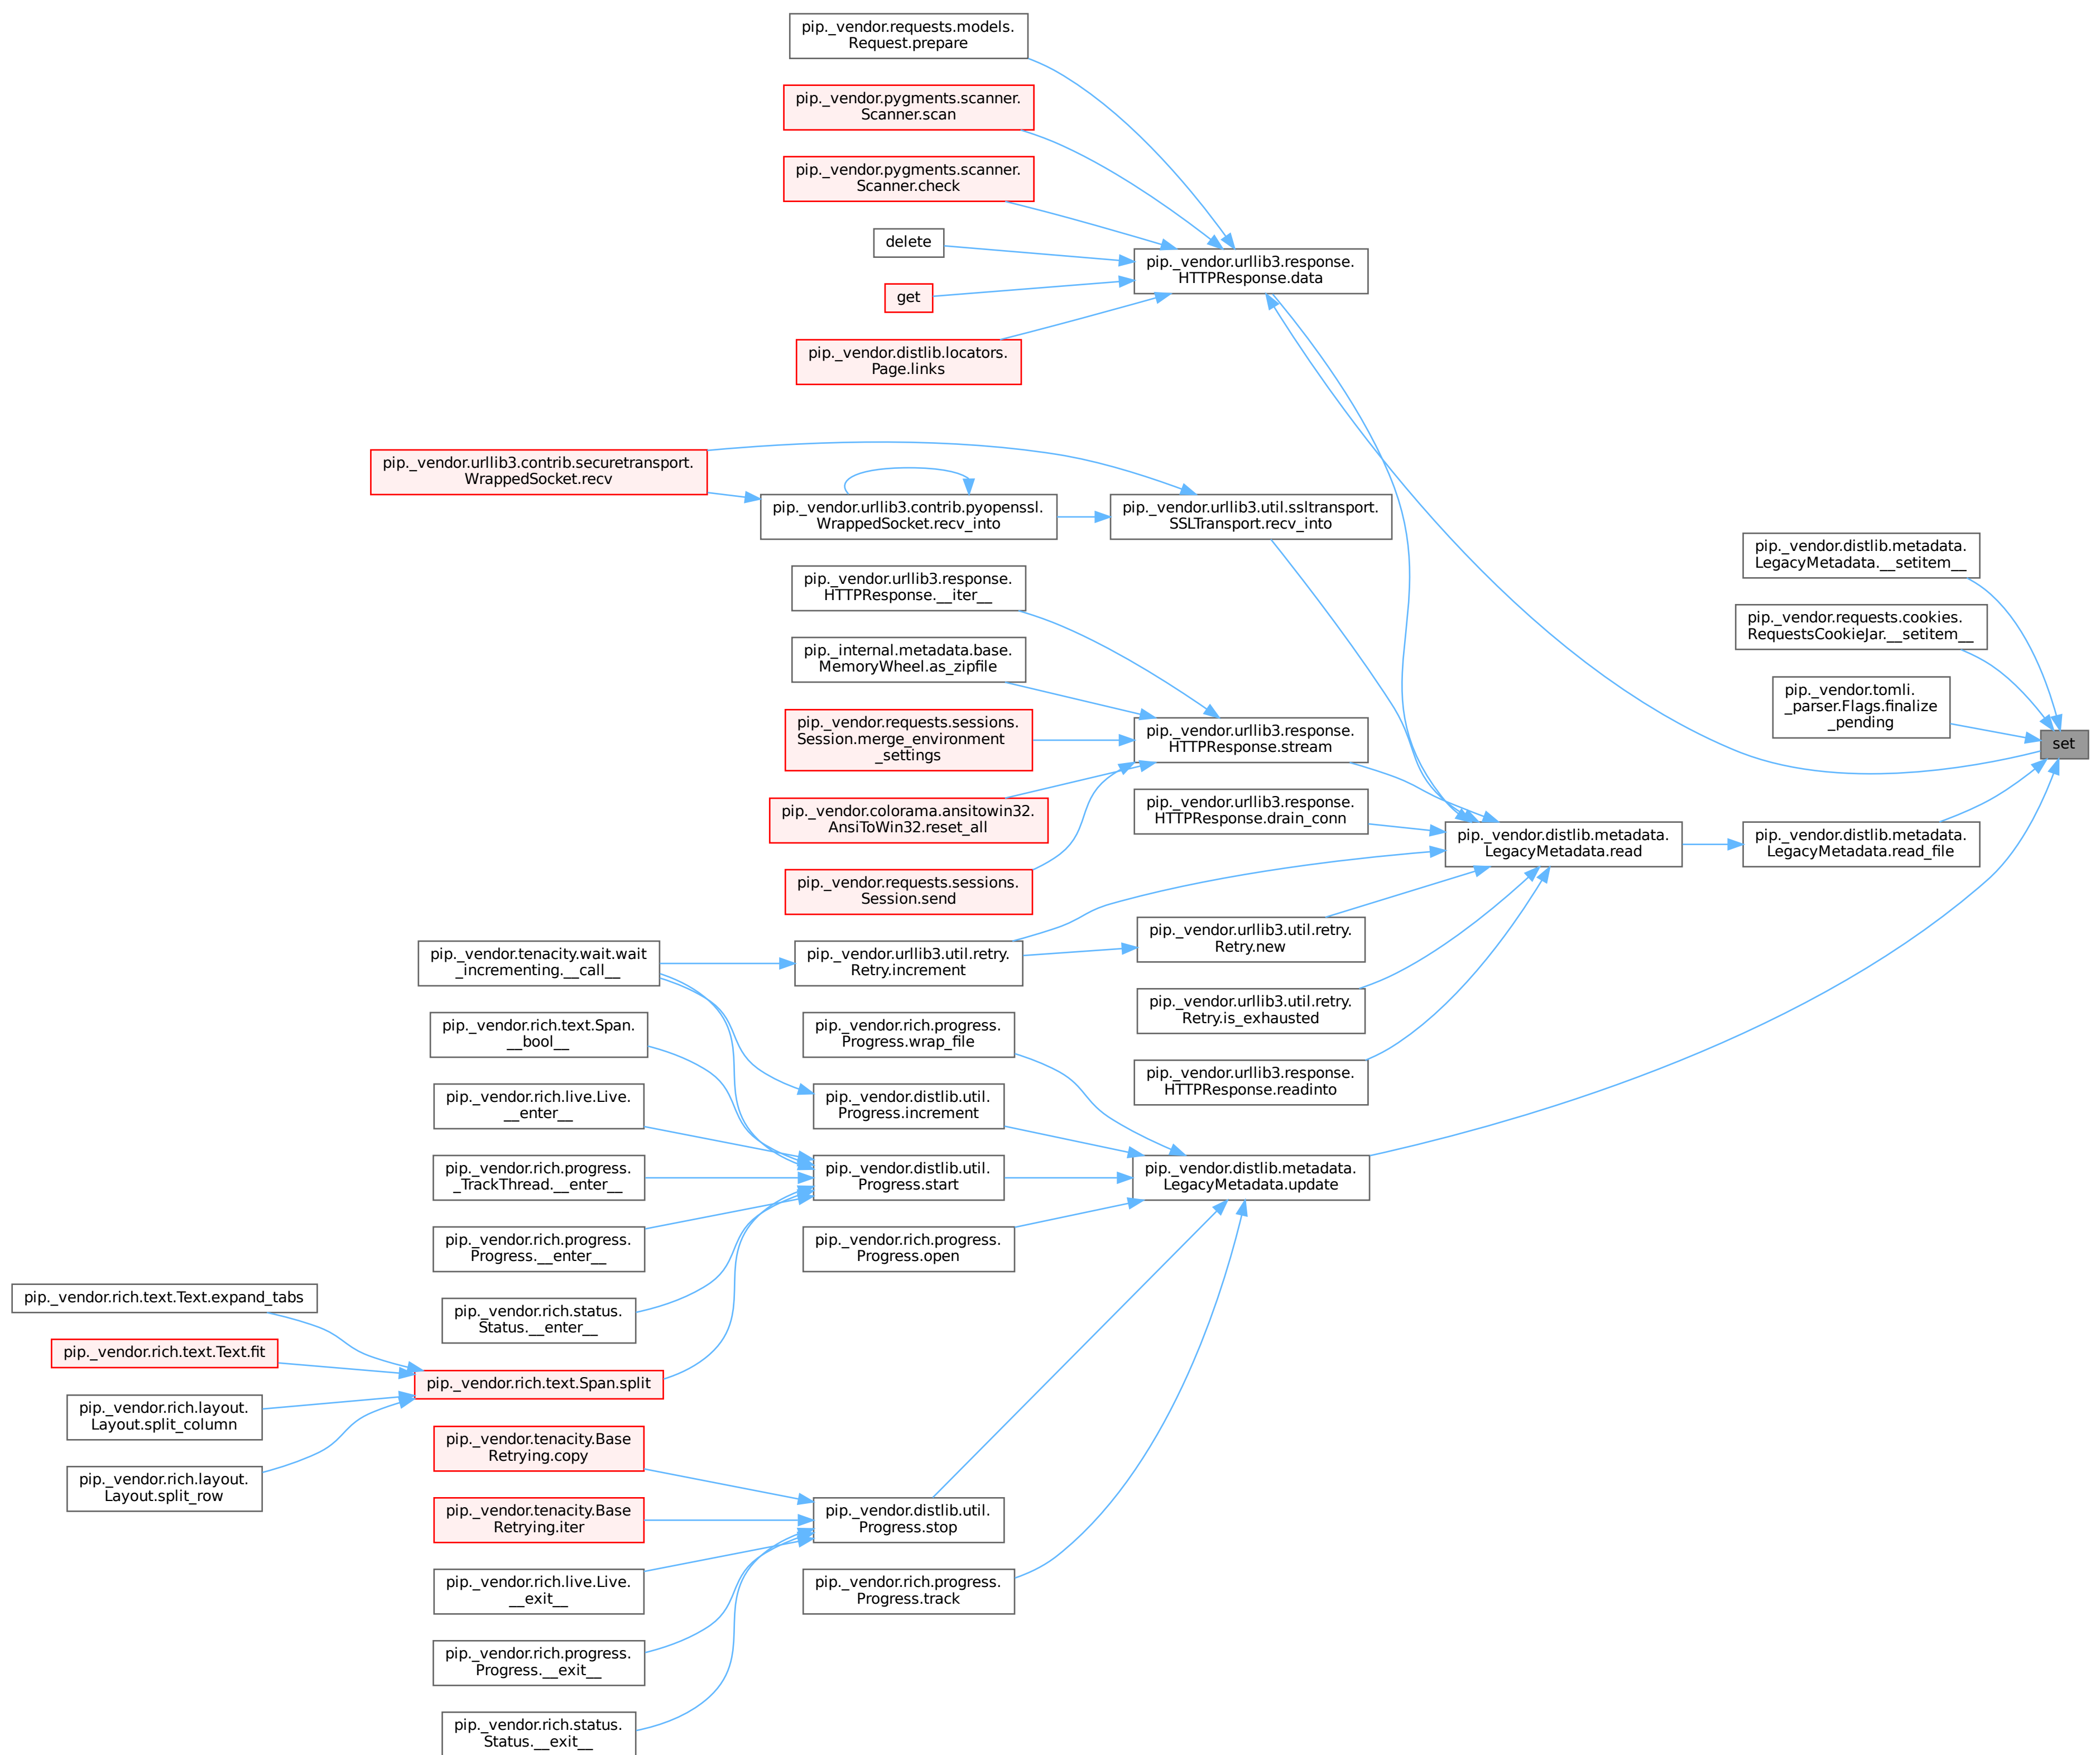 pip._vendor.requests.models.
Request.prepare
pip._vendor.pygments.scanner.
Scanner.scan
pip._vendor.pygments.scanner.
Scanner.check
delete
get
pip._vendor.distlib.locators.
Page.links
pip._vendor.urllib3.response.
HTTPResponse.data
pip._vendor.urllib3.contrib.securetransport.
WrappedSocket.recv
pip._vendor.urllib3.contrib.pyopenssl.
WrappedSocket.recv_into
pip._vendor.urllib3.util.ssltransport.
SSLTransport.recv_into
pip._vendor.urllib3.response.
HTTPResponse.__iter__
pip._internal.metadata.base.
MemoryWheel.as_zipfile
pip._vendor.requests.sessions.
Session.merge_environment
_settings
pip._vendor.colorama.ansitowin32.
AnsiToWin32.reset_all
pip._vendor.requests.sessions.
Session.send
pip._vendor.urllib3.response.
HTTPResponse.stream
pip._vendor.urllib3.response.
HTTPResponse.drain_conn
pip._vendor.distlib.metadata.
LegacyMetadata.read
pip._vendor.distlib.metadata.
LegacyMetadata.__setitem__
pip._vendor.requests.cookies.
RequestsCookieJar.__setitem__
pip._vendor.tomli.
_parser.Flags.finalize
_pending
set
pip._vendor.distlib.metadata.
LegacyMetadata.read_file
pip._vendor.tenacity.wait.wait
_incrementing.__call__
pip._vendor.urllib3.util.retry.
Retry.increment
pip._vendor.urllib3.util.retry.
Retry.new
pip._vendor.urllib3.util.retry.
Retry.is_exhausted
pip._vendor.urllib3.response.
HTTPResponse.readinto
pip._vendor.rich.text.Span.
__bool__
pip._vendor.rich.progress.
Progress.wrap_file
pip._vendor.rich.live.Live.
__enter__
pip._vendor.distlib.util.
Progress.increment
pip._vendor.rich.progress.
_TrackThread.__enter__
pip._vendor.distlib.util.
Progress.start
pip._vendor.distlib.metadata.
LegacyMetadata.update
pip._vendor.rich.progress.
Progress.__enter__
pip._vendor.rich.progress.
Progress.open
pip._vendor.rich.status.
Status.__enter__
pip._vendor.rich.text.Text.expand_tabs
pip._vendor.rich.text.Text.fit
pip._vendor.rich.text.Span.split
pip._vendor.rich.layout.
Layout.split_column
pip._vendor.rich.layout.
Layout.split_row
pip._vendor.tenacity.Base
Retrying.copy
pip._vendor.tenacity.Base
Retrying.iter
pip._vendor.distlib.util.
Progress.stop
pip._vendor.rich.live.Live.
__exit__
pip._vendor.rich.progress.
Progress.track
pip._vendor.rich.progress.
Progress.__exit__
pip._vendor.rich.status.
Status.__exit__